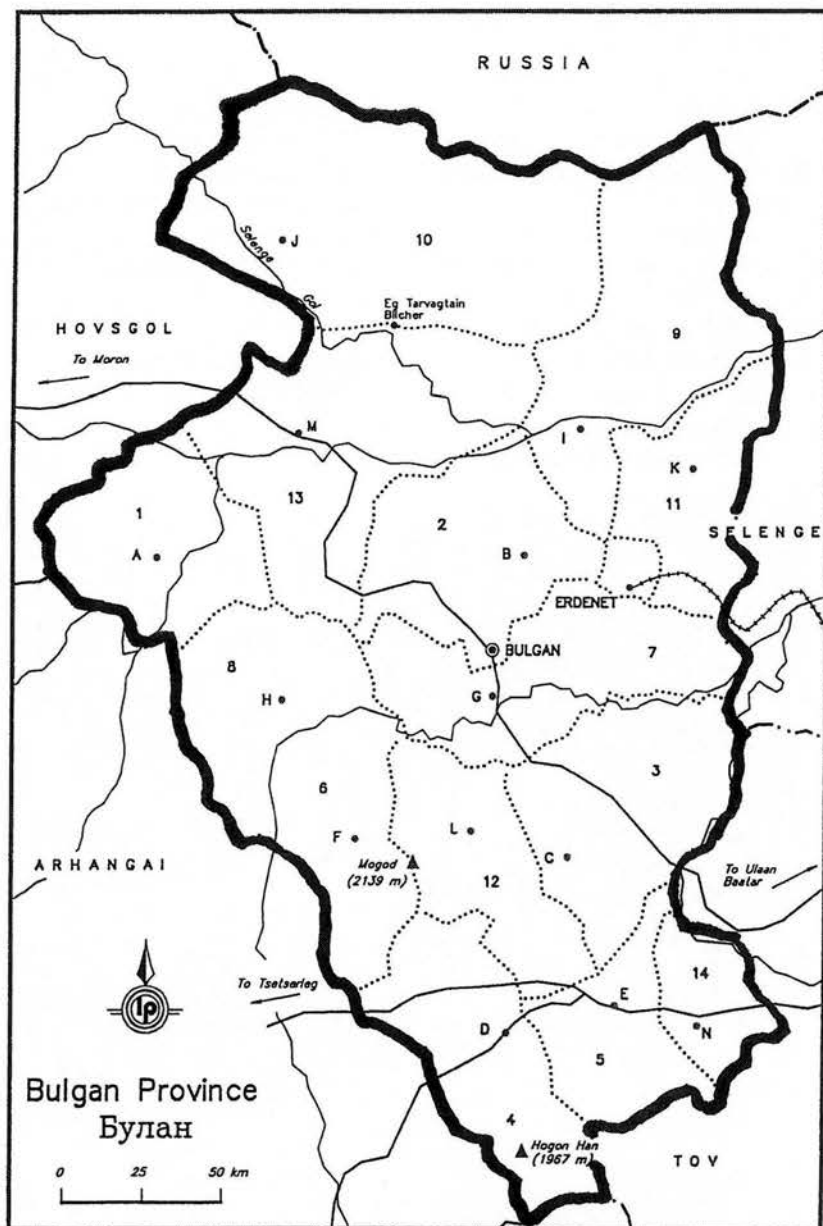 RUSSIA
Selenge
Gol
J
10
Eg Tarvagtain
Bilcher
HOVSGOL
9
To Moron
M
I
K
1
13
2
11
SELENGE
A
B
ERDENET
BULGAN
7
8
H
G
3
6
F
L
C
Mogod
(2139 m)
To Ulaan
Baatar
ARHANGAI
12
14
To Tsetserleg
E
lp
D
N
5
Bulgan Province
Булан
4
Hogon Han
(1967 m)
TOV
0 25 50 km